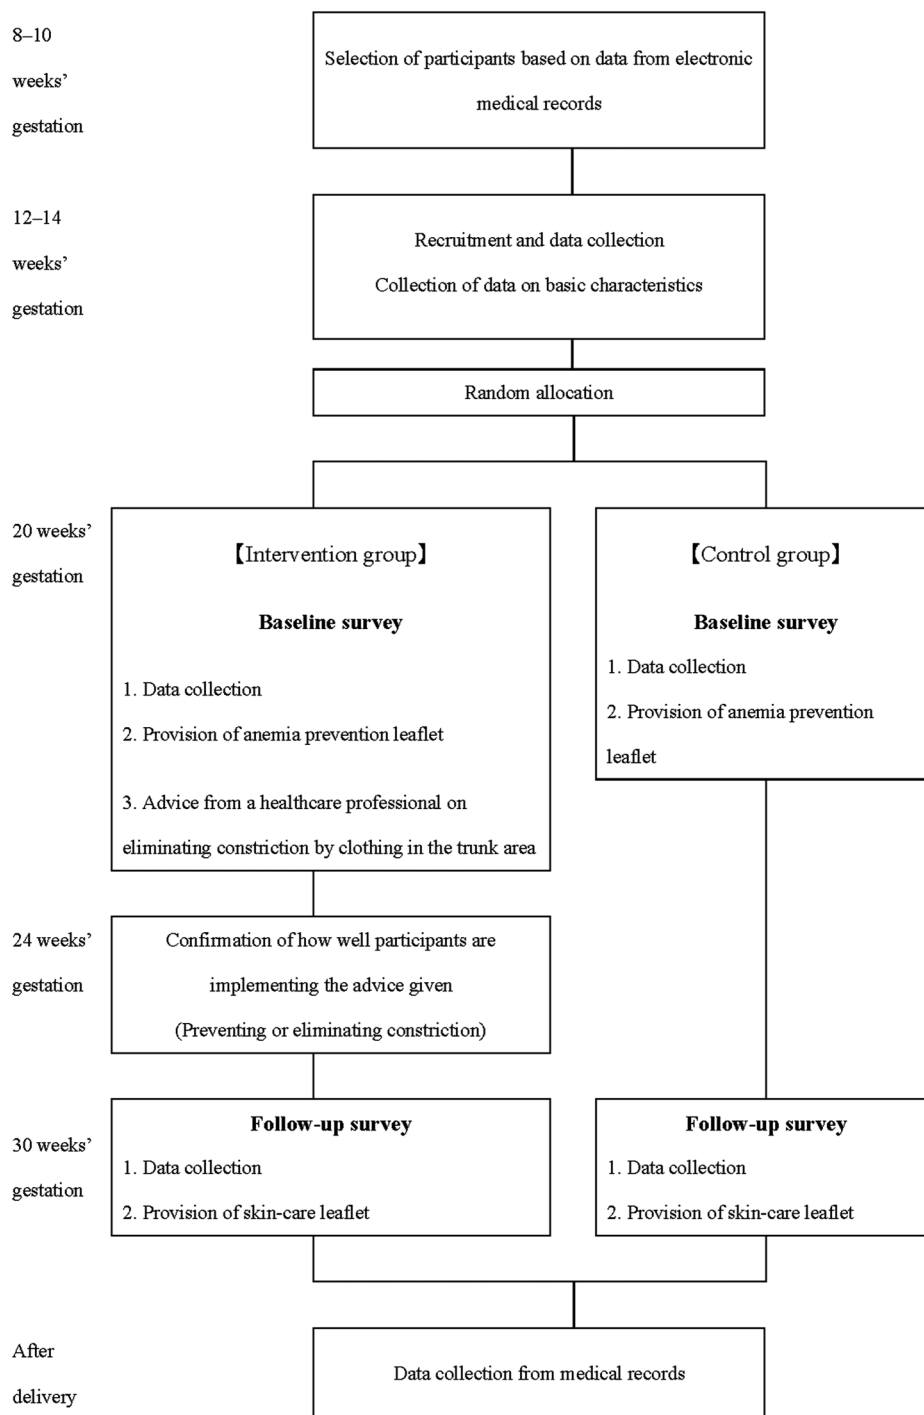 8–10
weeks’
gestation
Selection of participants based on data from electronic
medical records
12–14
weeks’
gestation
Recruitment and data collection
Collection of data on basic characteristics
Random allocation
20 weeks’
gestation
【Intervention group】
Baseline survey
1. Data collection
2. Provision of anemia prevention leaflet
3. Advice from a healthcare professional on
eliminating constriction by clothing in the trunk area
【Control group】
Baseline survey
1. Data collection
2. Provision of anemia prevention
leaflet
24 weeks’
gestation
Confirmation of how well participants are
implementing the advice given
(Preventing or eliminating constriction)
30 weeks’
gestation
Follow-up survey
1. Data collection
2. Provision of skin-care leaflet
Follow-up survey
1. Data collection
2. Provision of skin-care leaflet
After
delivery
Data collection from medical records